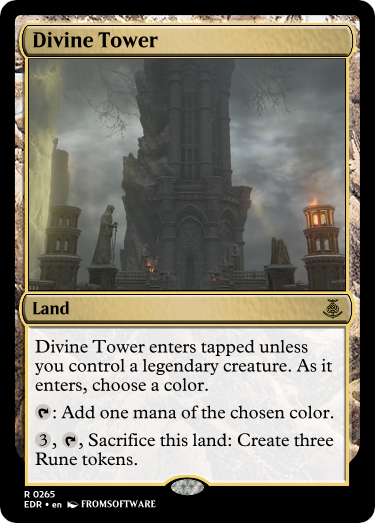 Divine Tower
Land
Divine Tower enters tapped unless
you control a legendary creature. As it
enters, choose a color.
: Add one mana of the chosen color.
3, , Sacrifice this land: Create three
Rune tokens.
R 0265
EDR • en FROMSOFTWARE